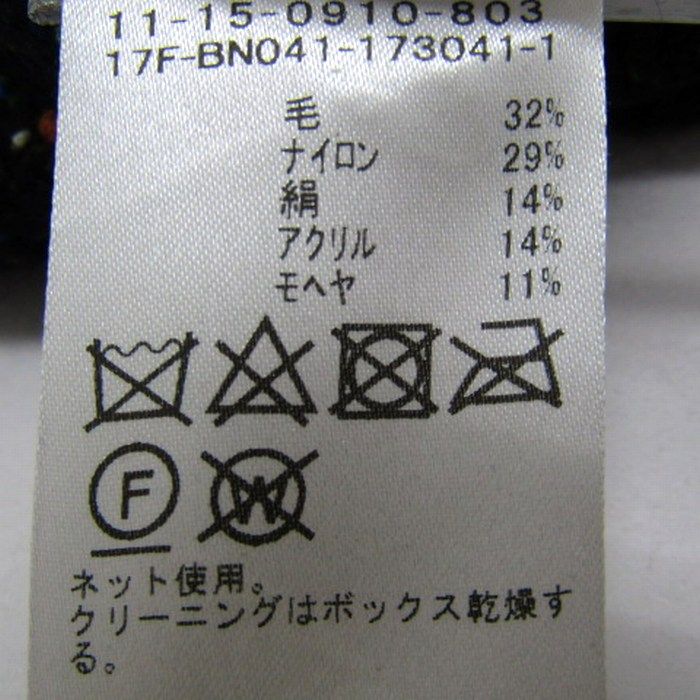 11-15-0910-803
17F-BN041-173041-1
毛 32%
ナイロン 29%
絹 14%
アクリル 14%
モヘヤ 11%
F W
ネット使用。
クリーニングはボックス乾燥す
る。